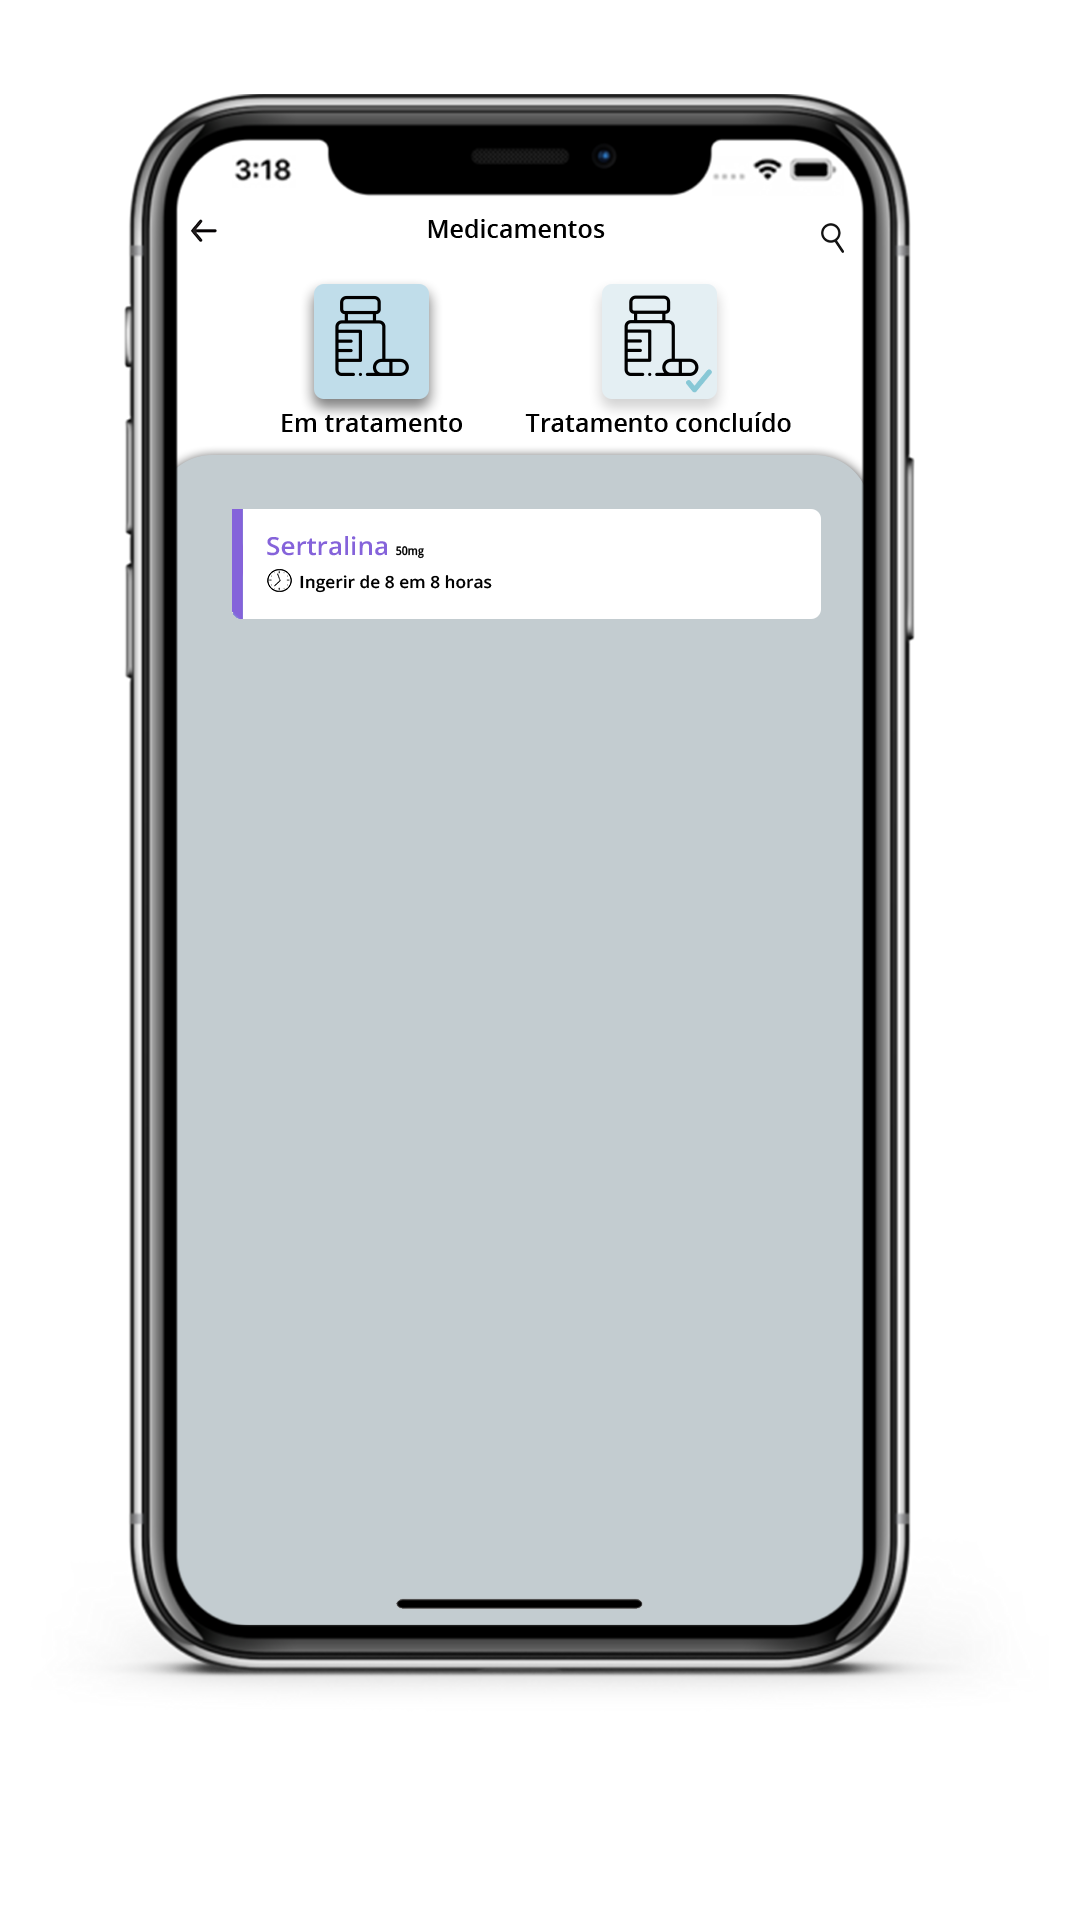 3:18
Medicamentos
Em tratamento
Tratamento concluído
Sertralina 50mg
Ingerir de 8 em 8 horas